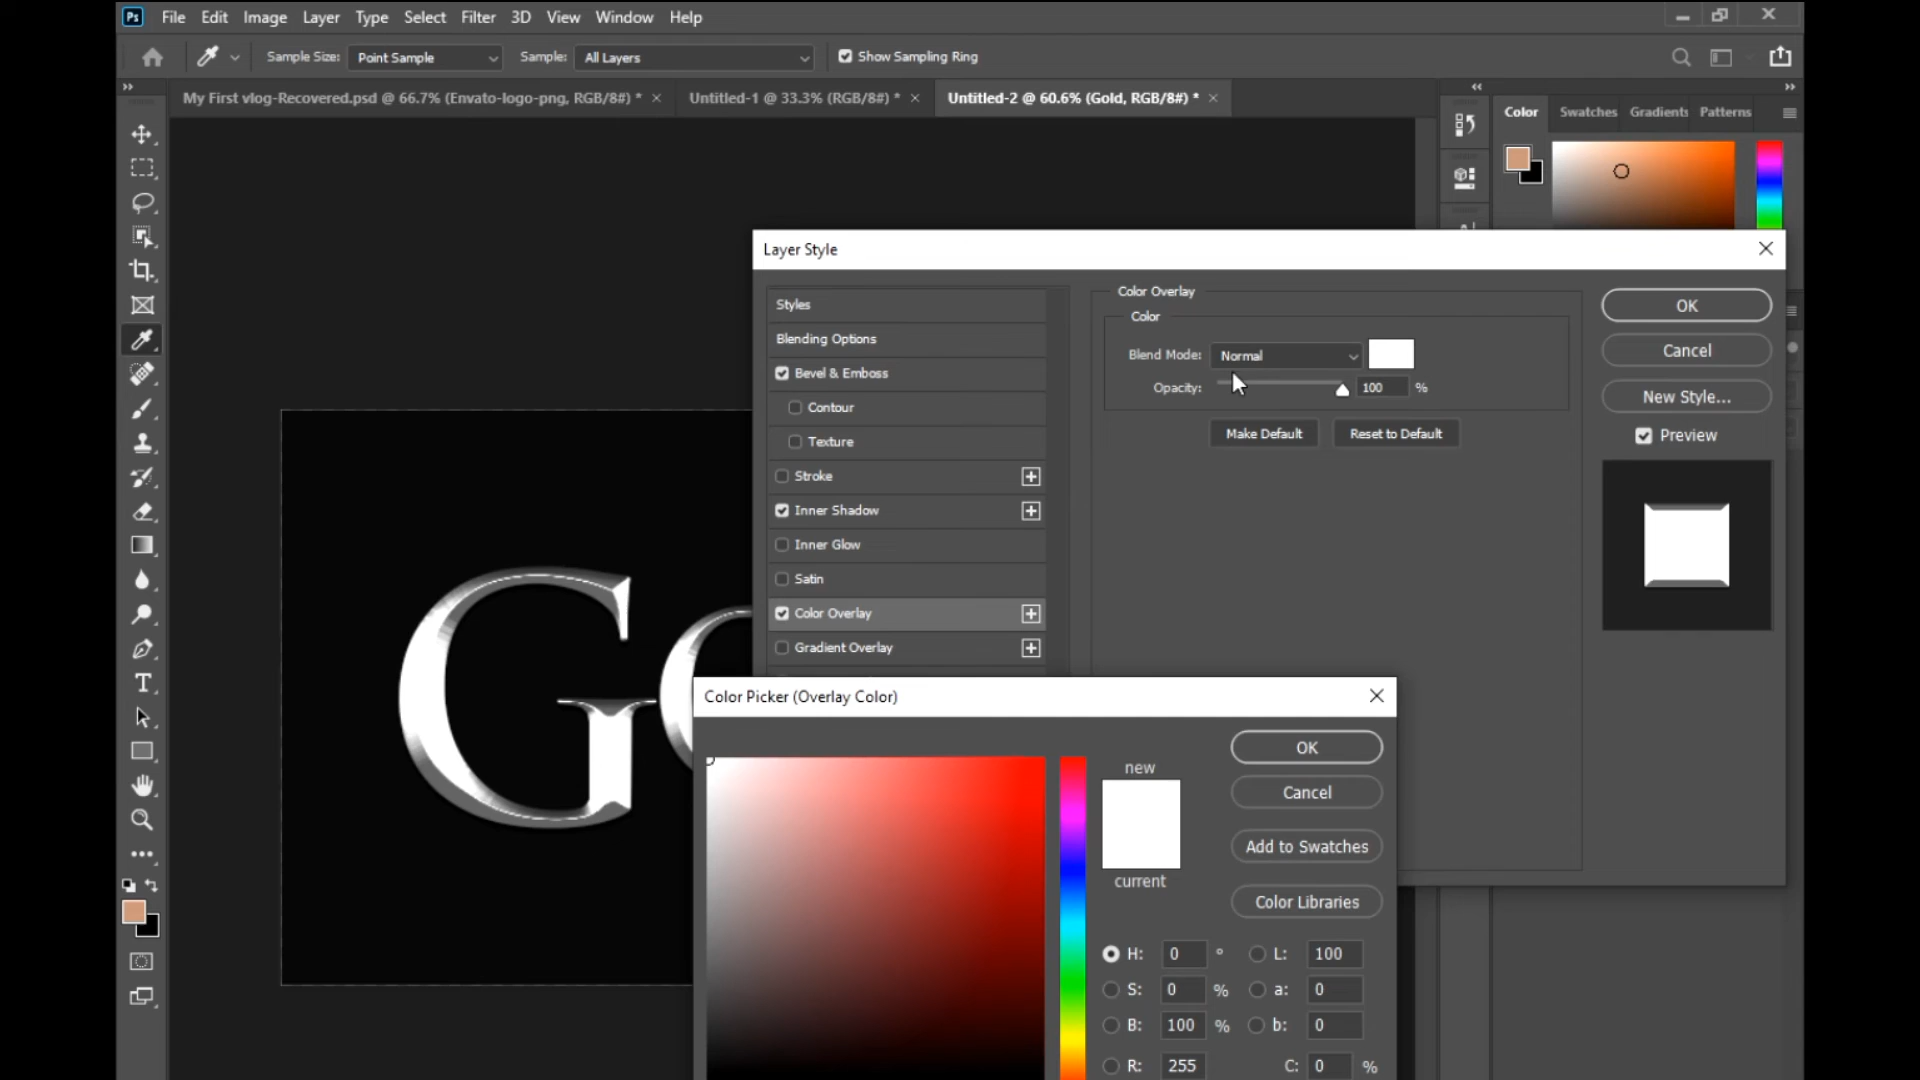 Ps File Edit Image Layer Type Select Filter 3D View Window Help
Sample Size: Point Sample Sample: All Layers Show Sampling Ring
My First vlog-Recovered.psd @ 66.7% (Envato-logo-png, RGB/8#) * Untitled-1 @ 33.3% (RGB/8#) * Untitled-2 @ 60.6% (Gold, RGB/8#) *
Color Swatches Gradients Patterns
Layer Style
Styles
Blending Options
Bevel & Emboss
Contour
Texture
Stroke
Inner Shadow
Inner Glow
Satin
Color Overlay
Gradient Overlay
Color Overlay
Color
Blend Mode: Normal
Opacity: 100 %
Make Default Reset to Default
OK
Cancel
New Style...
Preview
G
Color Picker (Overlay Color)
new
current
OK
Cancel
Add to Swatches
Color Libraries
H: 0 ° L: 100
S: 0 % a: 0
B: 100 % b: 0
R: 255 C: 0 %